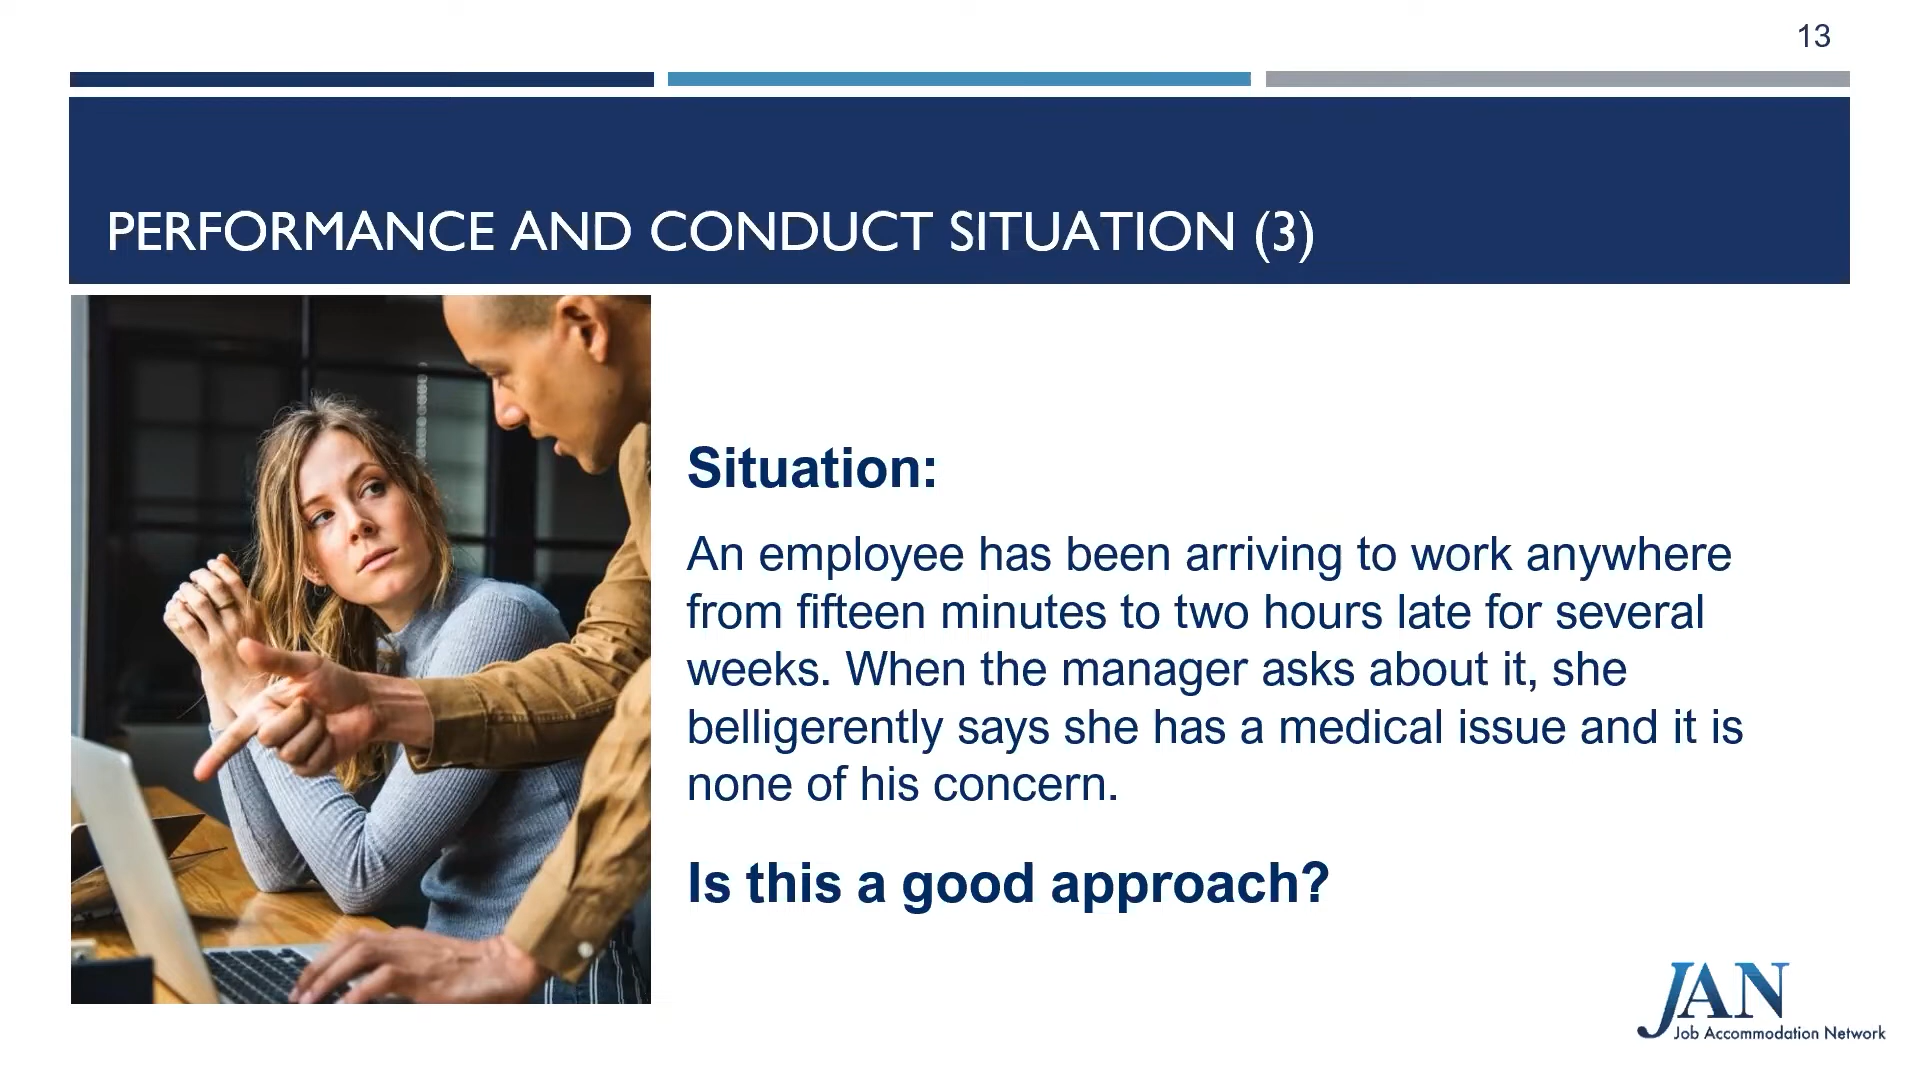 13
PERFORMANCE AND CONDUCT SITUATION (3)
Situation:
An employee has been arriving to work anywhere
from fifteen minutes to two hours late for several
weeks. When the manager asks about it, she
belligerently says she has a medical issue and it is
none of his concern.
Is this a good approach?
JAN
Job Accommodation Network